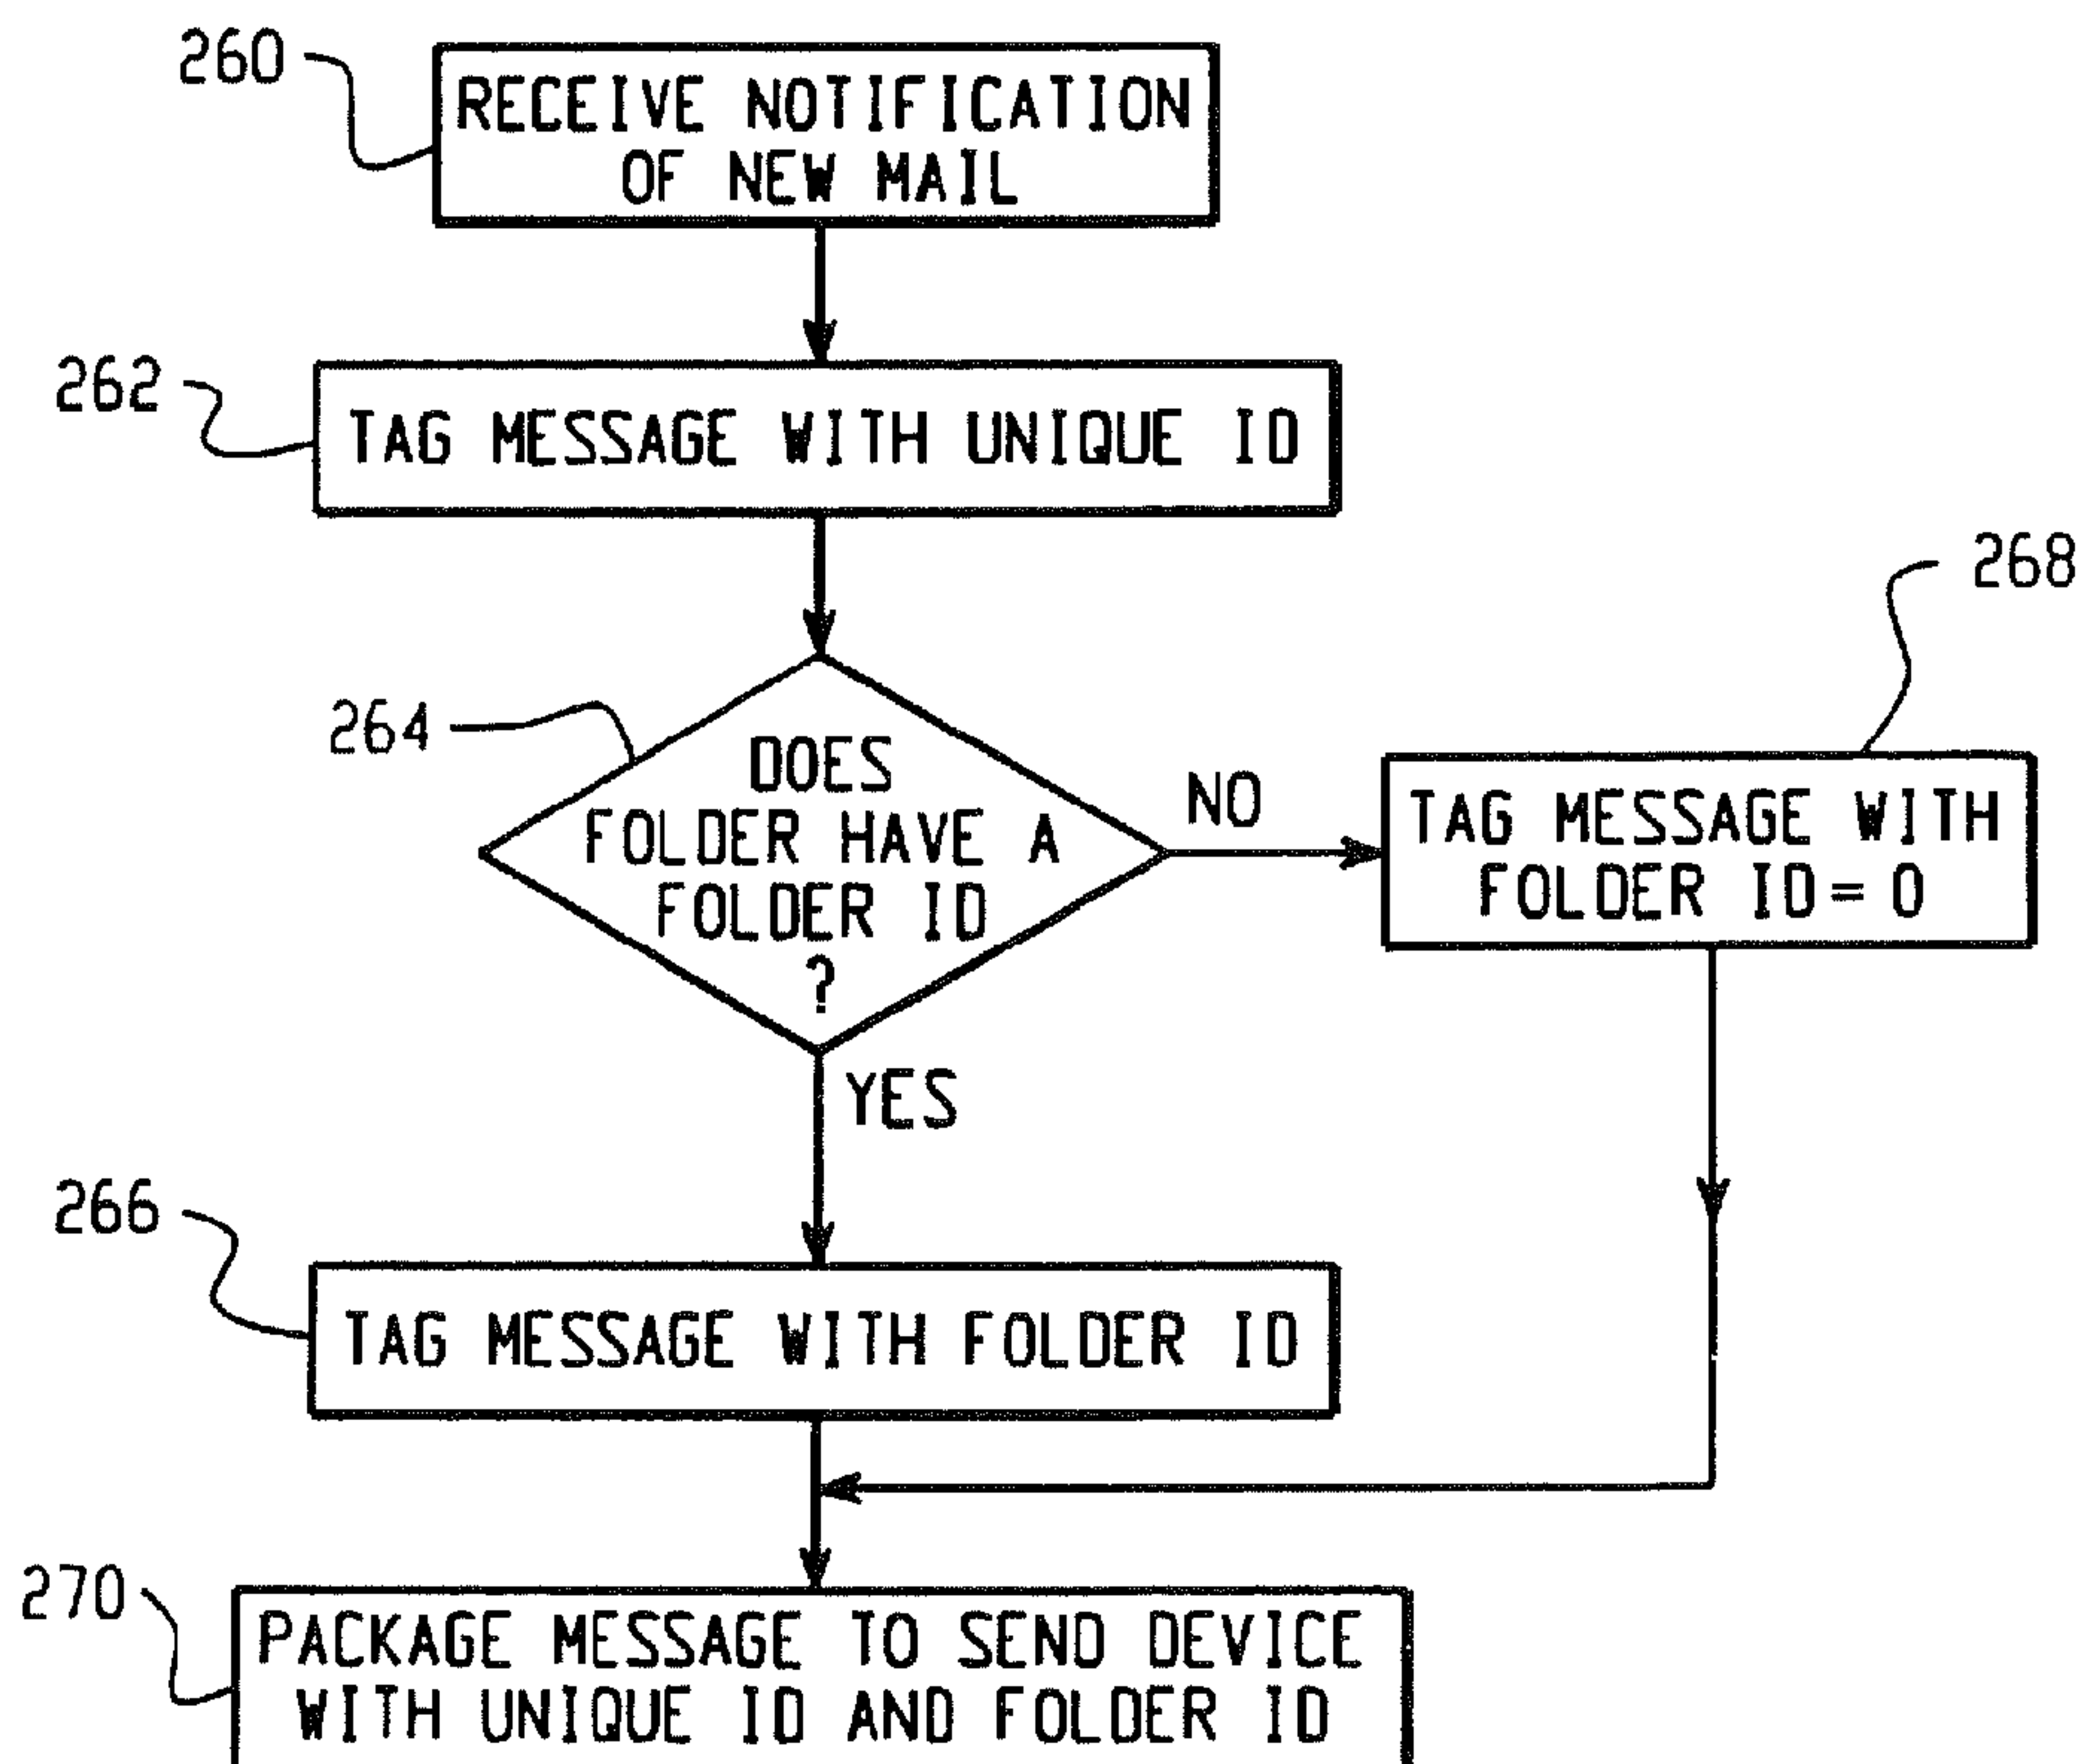 260
RECEIVE NOTIFICATION
OF NEW MAIL
262
TAG MESSAGE WITH UNIQUE ID
268
264
DOES
FOLDER HAVE A
FOLDER ID
?
NO
TAG MESSAGE WITH
FOLDER ID=0
YES
266
TAG MESSAGE WITH FOLDER ID
270
PACKAGE MESSAGE TO SEND DEVICE
WITH UNIQUE ID AND FOLDER ID